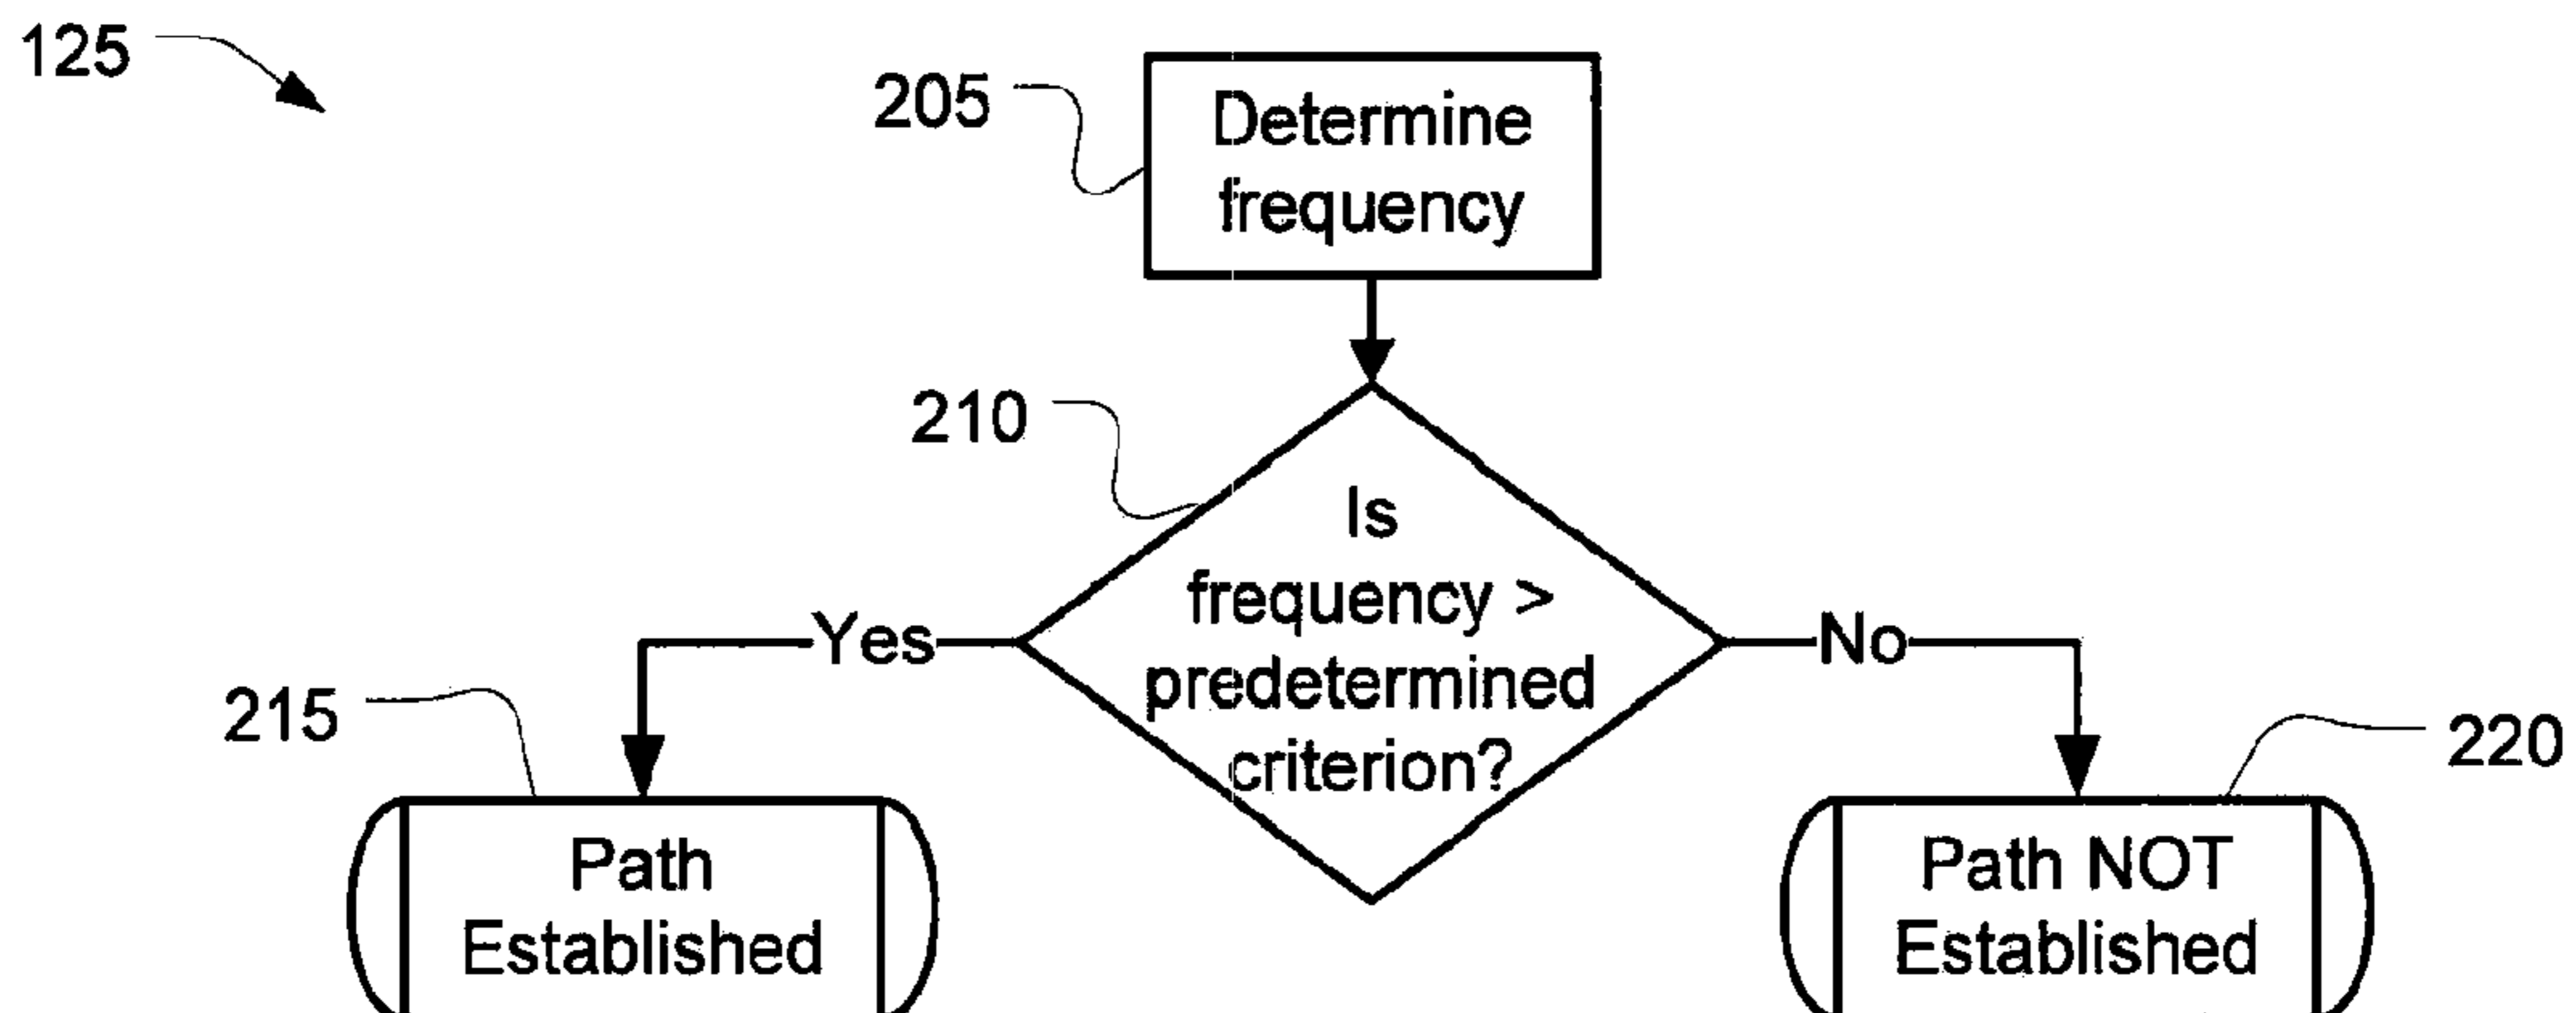 125
205
Determine
frequency
210
Is
frequency >
predetermined
criterion?
Yes
No
215
Path
Established
220
Path NOT
Established